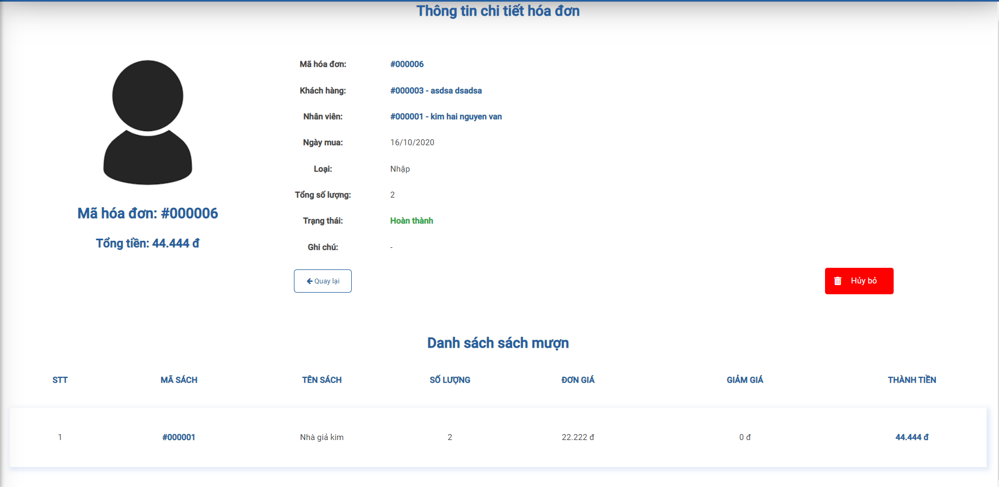 Thông tin chi tiết hóa đơn
Mã hóa đơn: #000006
Tổng tiền: 44.444 đ
Mã hóa đơn: #000006
Khách hàng: #000003 - asdsa dsadsa
Nhân viên: #000001 - kim hai nguyen van
Ngày mua: 16/10/2020
Loại: Nhập
Tổng số lượng: 2
Trạng thái: Hoàn thành
Ghi chú: -
Quay lại
Hủy bỏ
Danh sách sách mượn
STT MÃ SÁCH TÊN SÁCH SỐ LƯỢNG ĐƠN GIÁ GIẢM GIÁ THÀNH TIỀN
1 #000001 Nhà giả kim 2 22.222 đ 0 đ 44.444 đ